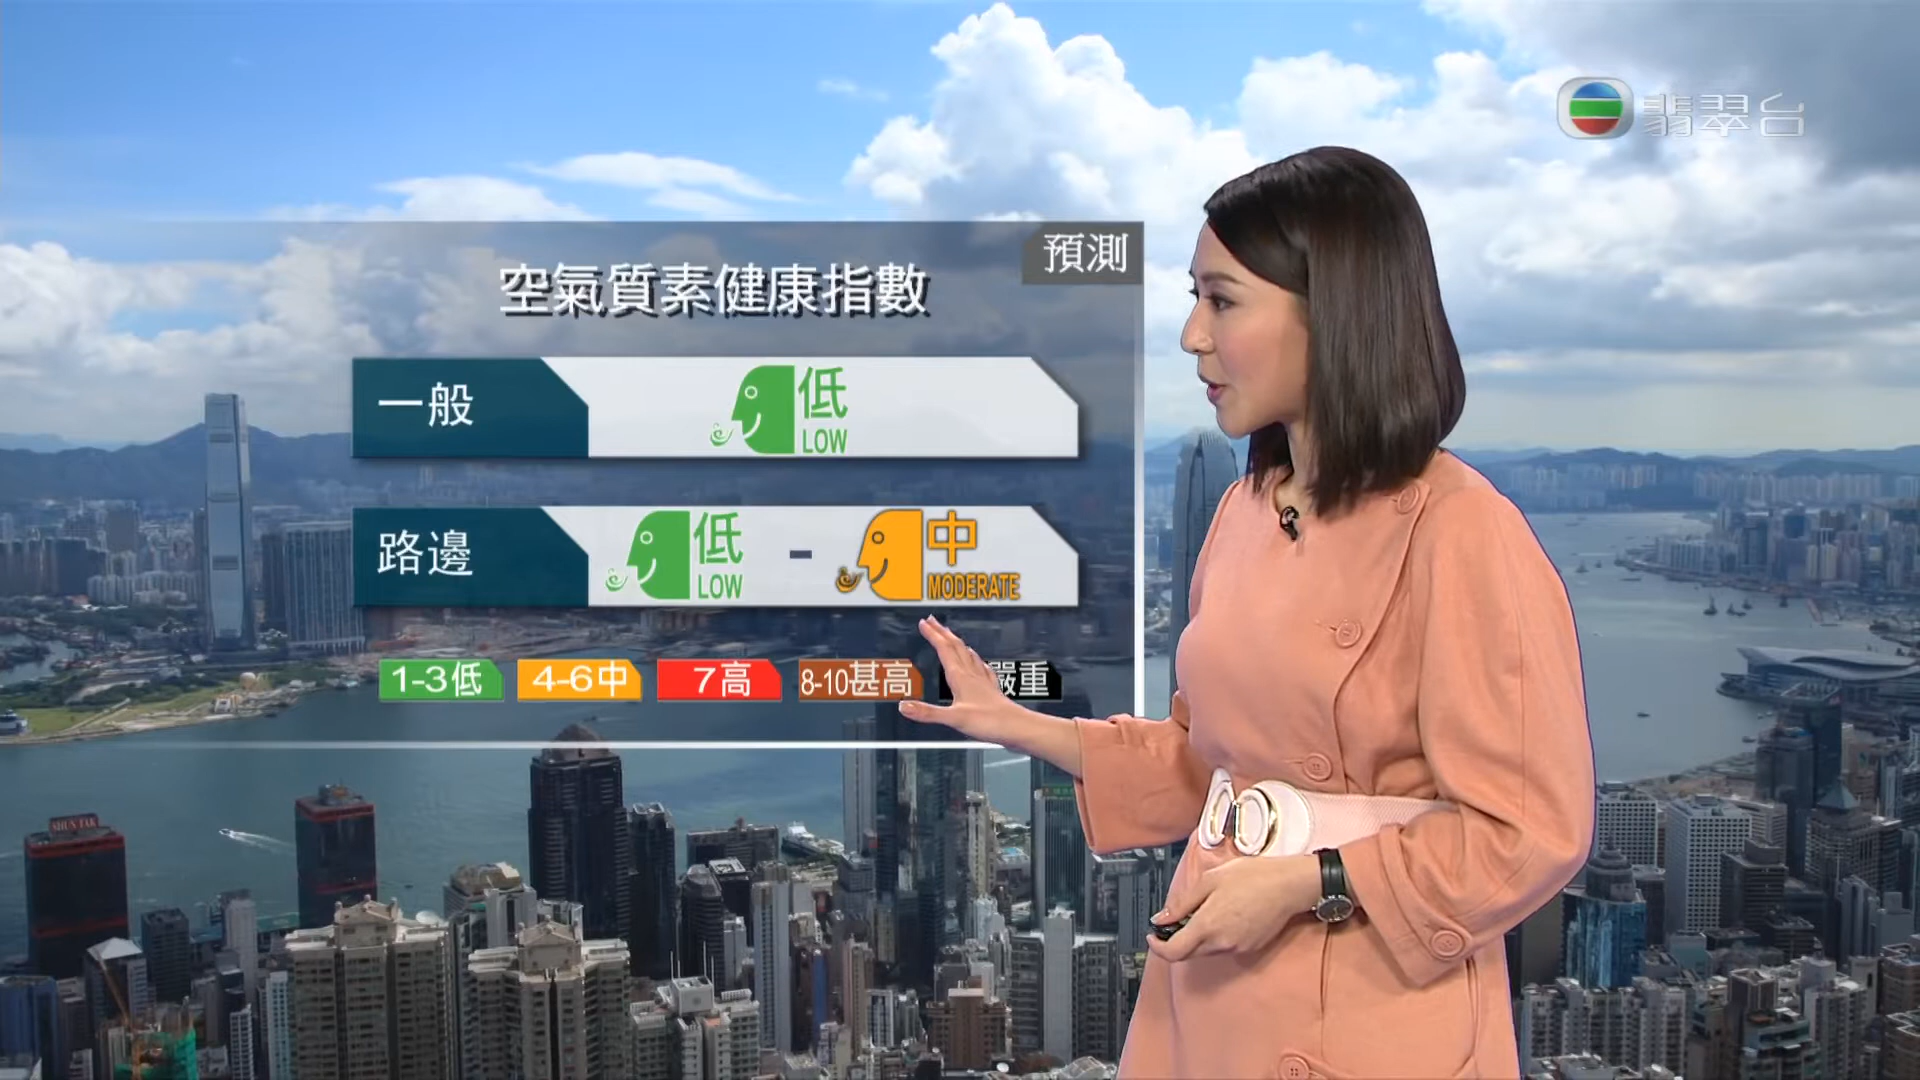 翡翠台
預測
空氣質素健康指數
一般
低
LOW
路邊
低
LOW
-
中
MODERATE
1-3低
4-6中
7高
8-10甚高
嚴重
SHUN TAK